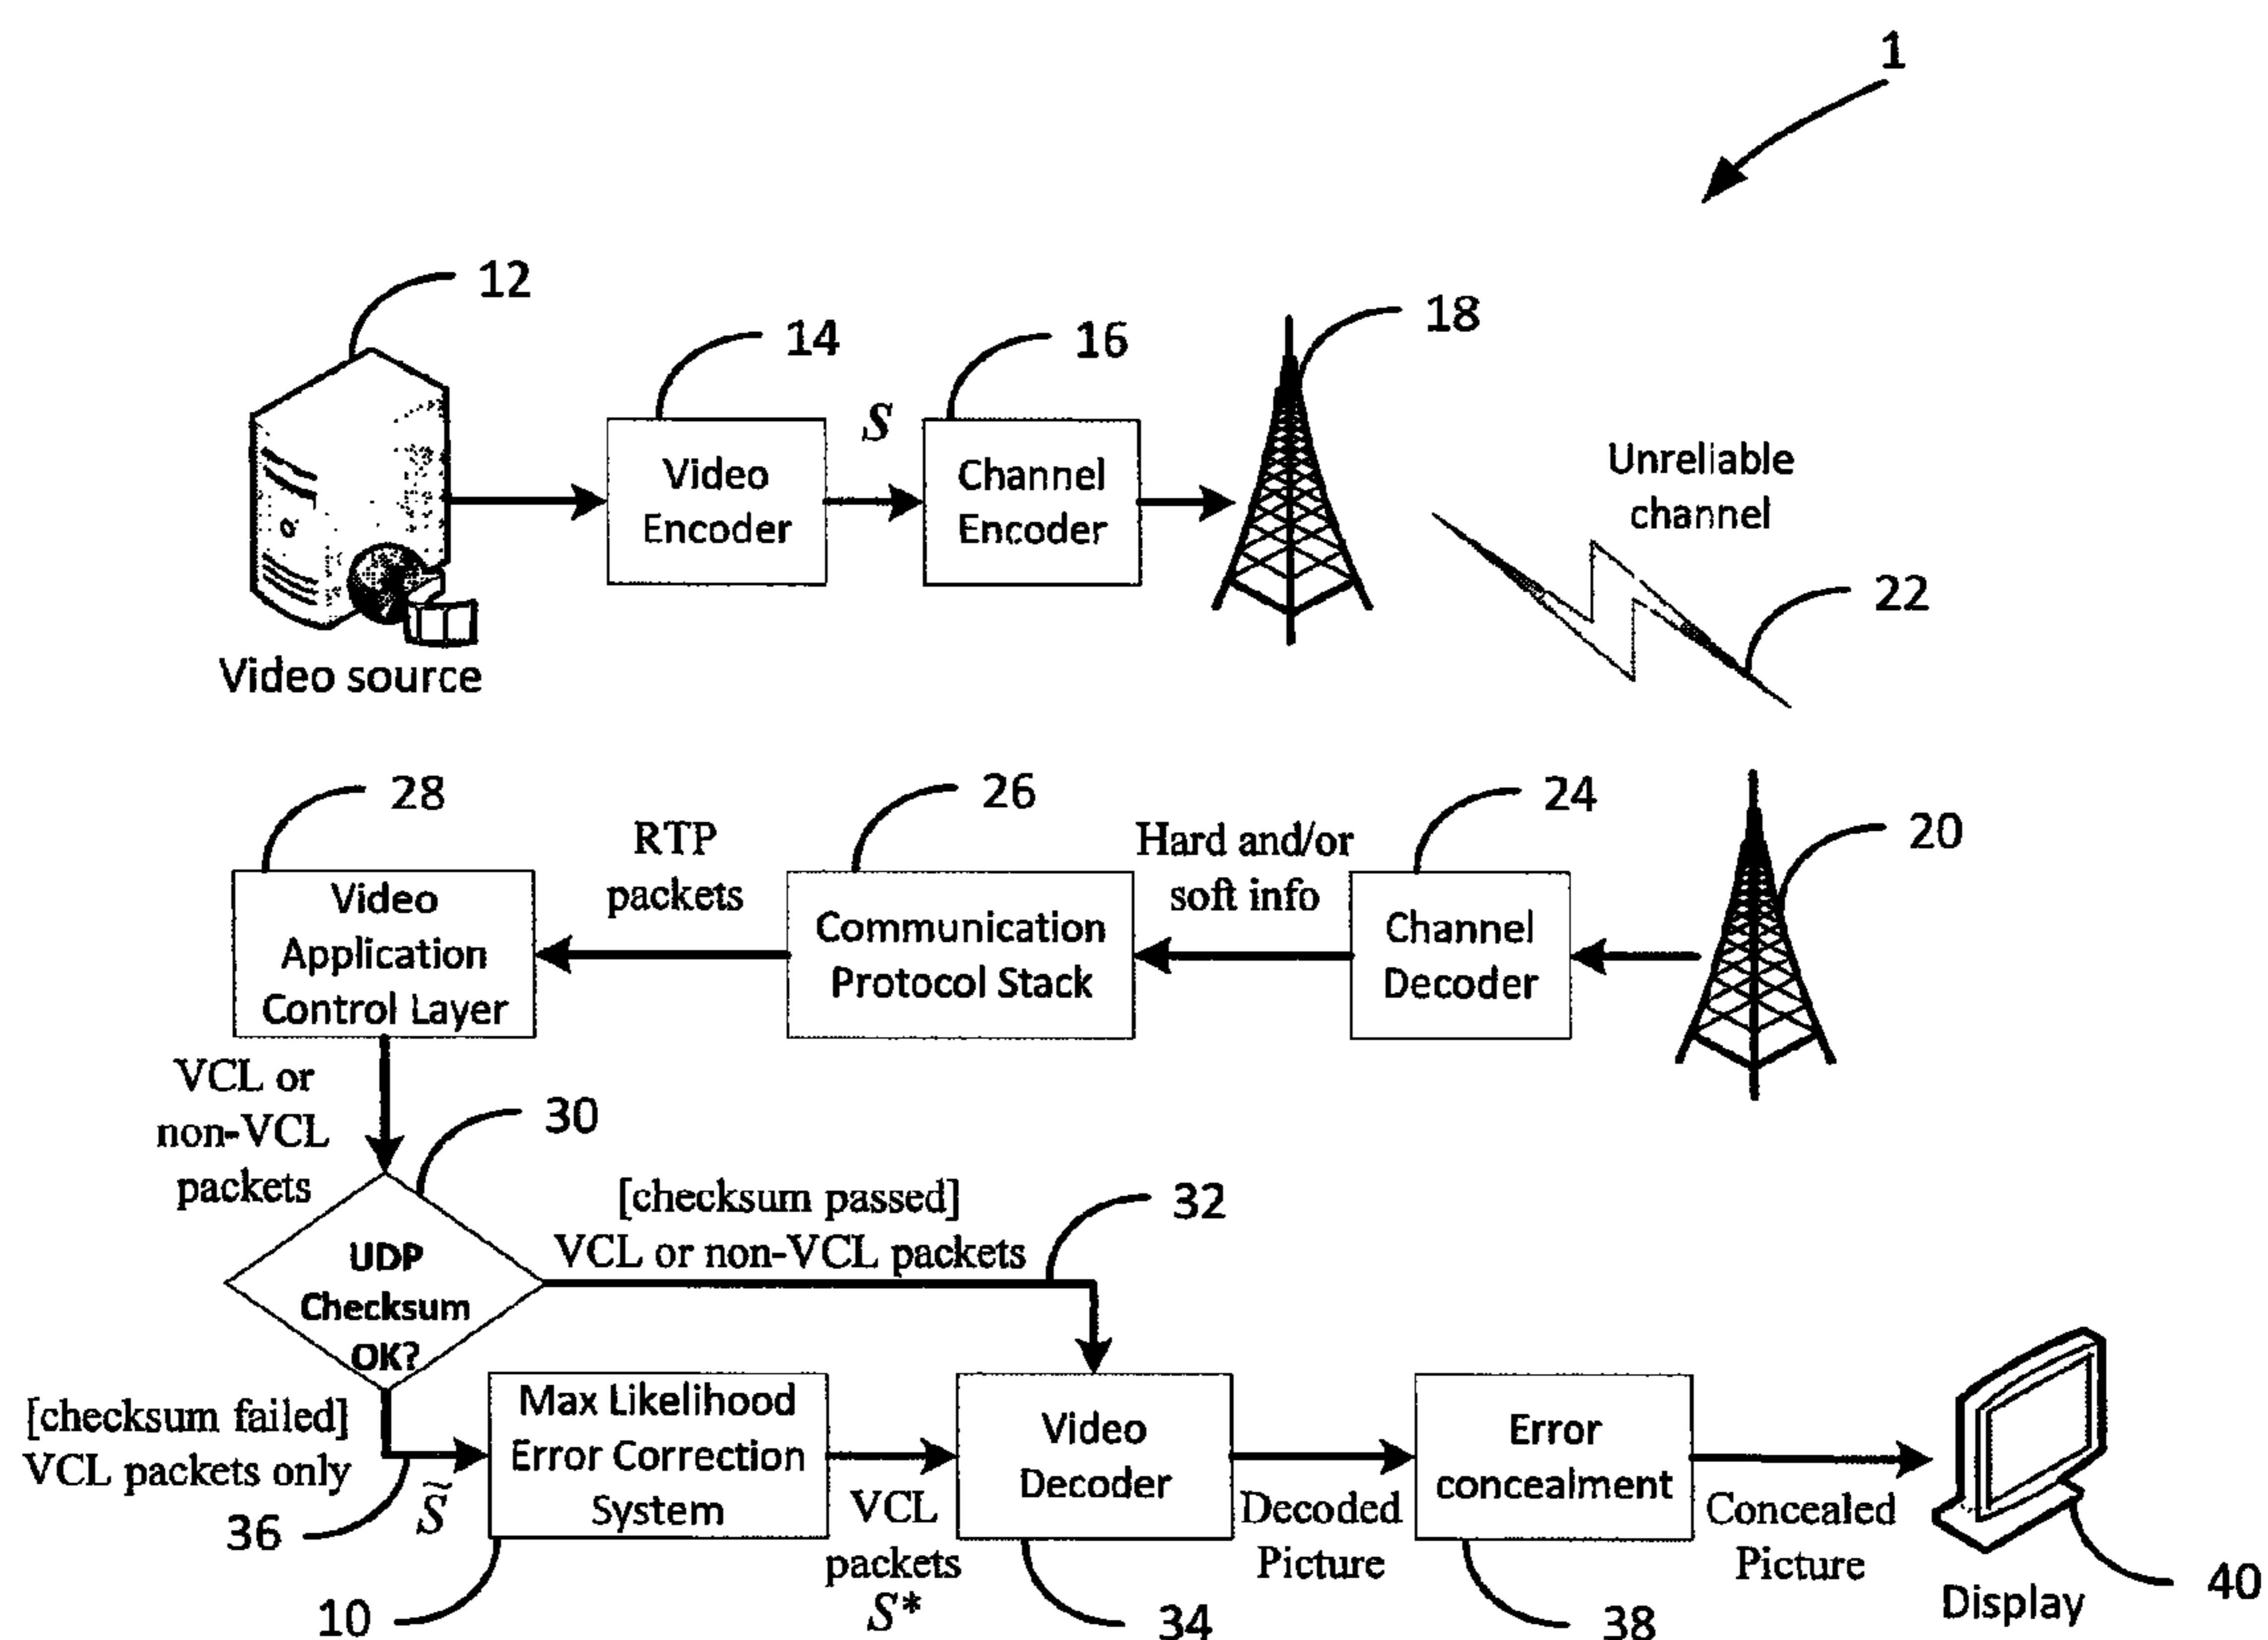 1
12
14
16
18
S
Video
Encoder
Channel
Encoder
Unreliable
channel
22
Video source
28
26
24
20
RTP
packets
Hard and/or
soft info
Video
Application
Control Layer
Communication
Protocol Stack
Channel
Decoder
VCL or
non-VCL
packets
30
[checksum passed]
VCL or non-VCL packets
32
UDP
Checksum
OK?
[checksum failed]
VCL packets only
36
S̃
Max Likelihood
Error Correction
System
10
VCL
packets
S*
Video
Decoder
34
Decoded
Picture
Error
concealment
38
Concealed
Picture
Display
40